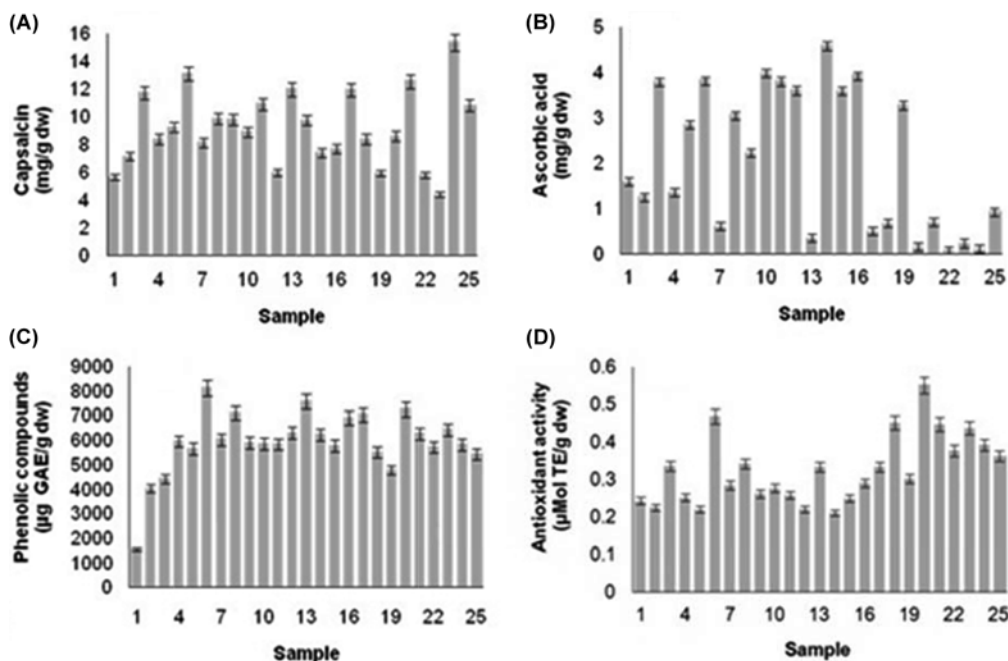 (A)
Capsaicin
(mg/g dw)
16
14
12
10
8
6
4
2
0
1 4 7 10 13 16 19 22 25
Sample
(B)
Ascorbic acid
(mg/g dw)
5
4
3
2
1
0
1 4 7 10 13 16 19 22 25
Sample
(C)
Phenolic compounds
(µg GAE/g dw)
9000
8000
7000
6000
5000
4000
3000
2000
1000
0
1 4 7 10 13 16 19 22 25
Sample
(D)
Antioxidant activity
(µMol TE/g dw)
0.6
0.5
0.4
0.3
0.2
0.1
0
1 4 7 10 13 16 19 22 25
Sample